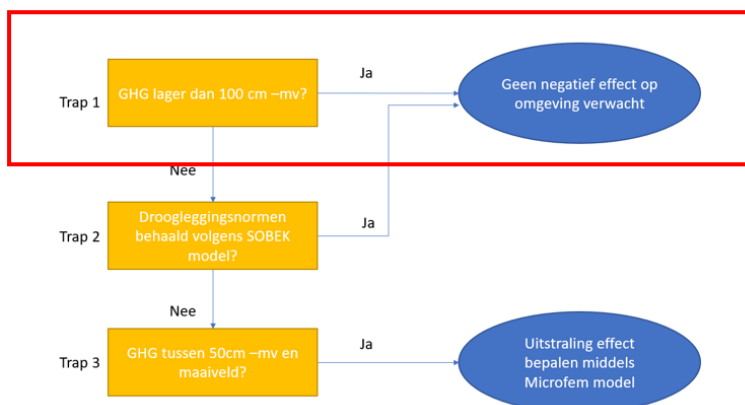 Trap 1
GHG lager dan 100 cm –mv?
Ja
Geen negatief effect op
omgeving verwacht
Nee
Trap 2
Droogleggingsnormen
behaald volgens SOBEK
model?
Ja
Nee
Trap 3
GHG tussen 50cm –mv en
maaiveld?
Ja
Uitstraling effect
bepalen middels
Microfem model